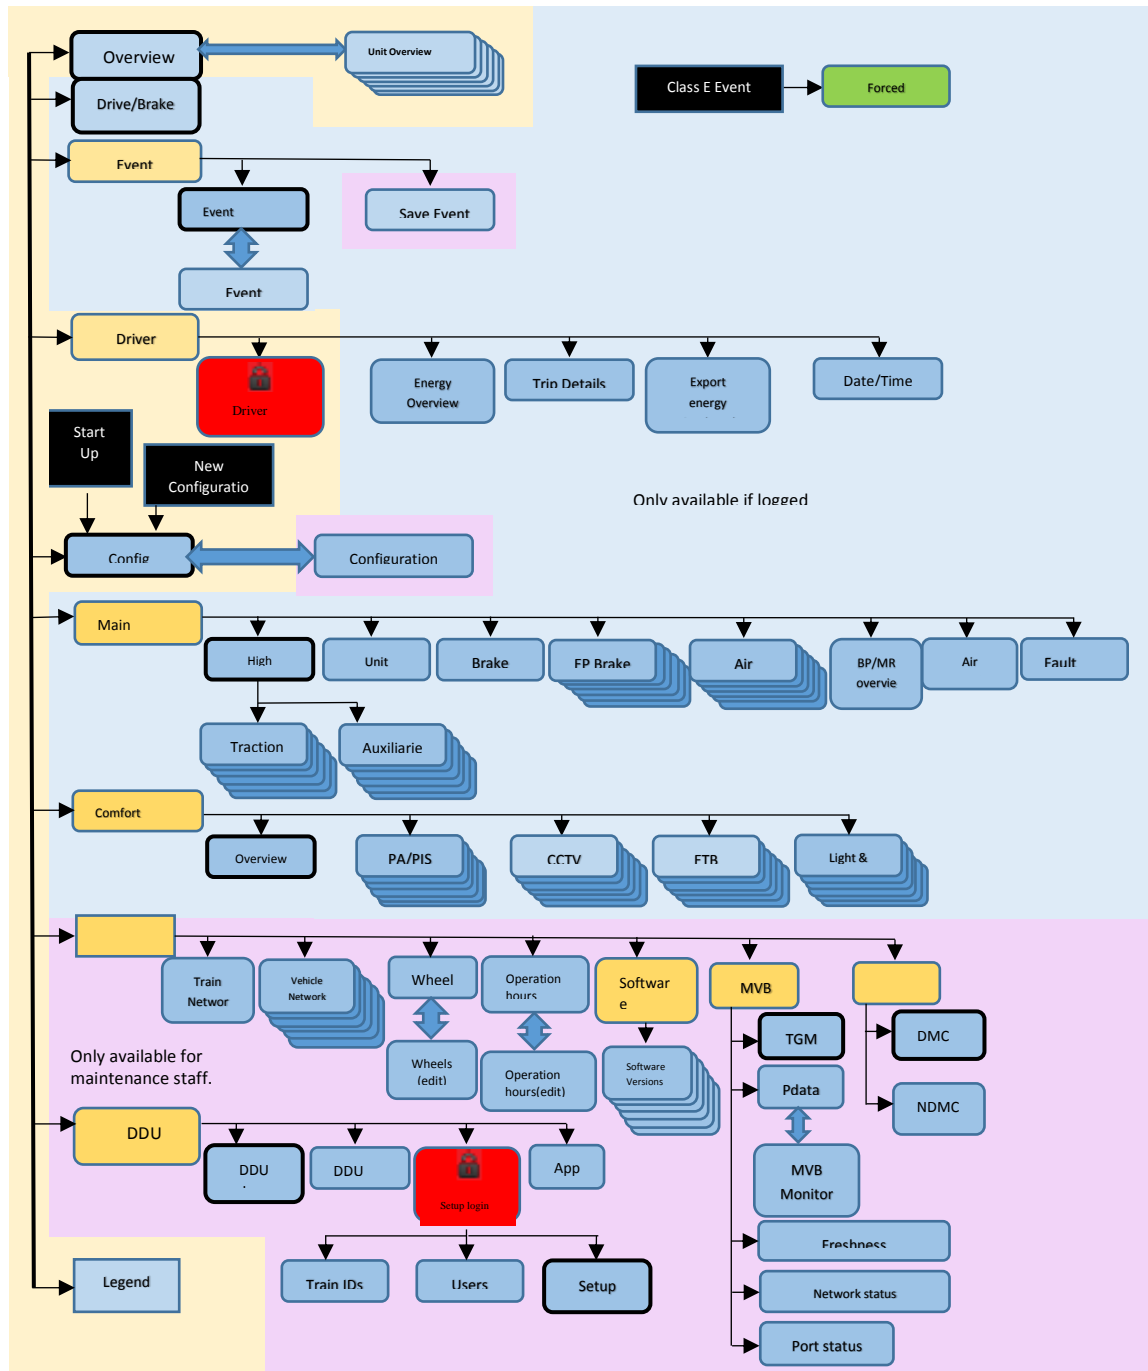 Overview
Unit Overview
Class E Event
Forced
Drive/Brake
Event
Event
Save Event
Event
Driver
Driver
Energy
Overview
Trip Details
Export
energy
Date/Time
Start
Up
New
Configuratio
Only available if logged
Config
Configuration
Main
High
Unit
Brake
EP Brake
Air
BP/MR
overvie
Air
Fault
Traction
Auxiliarie
Comfort
Overview
PA/PIS
CCTV
ETB
Light &
Train
Networ
Vehicle
Network
Wheel
Operation
hours
Softwar
e
MVB
TGM
DMC
Only available for
maintenance staff.
Wheels
(edit)
Operation
hours(edit)
Software
Versions
Pdata
NDMC
DDU
DDU
DDU
Setup login
App
MVB
Monitor
Freshness
Legend
Train IDs
Users
Setup
Network status
Port status